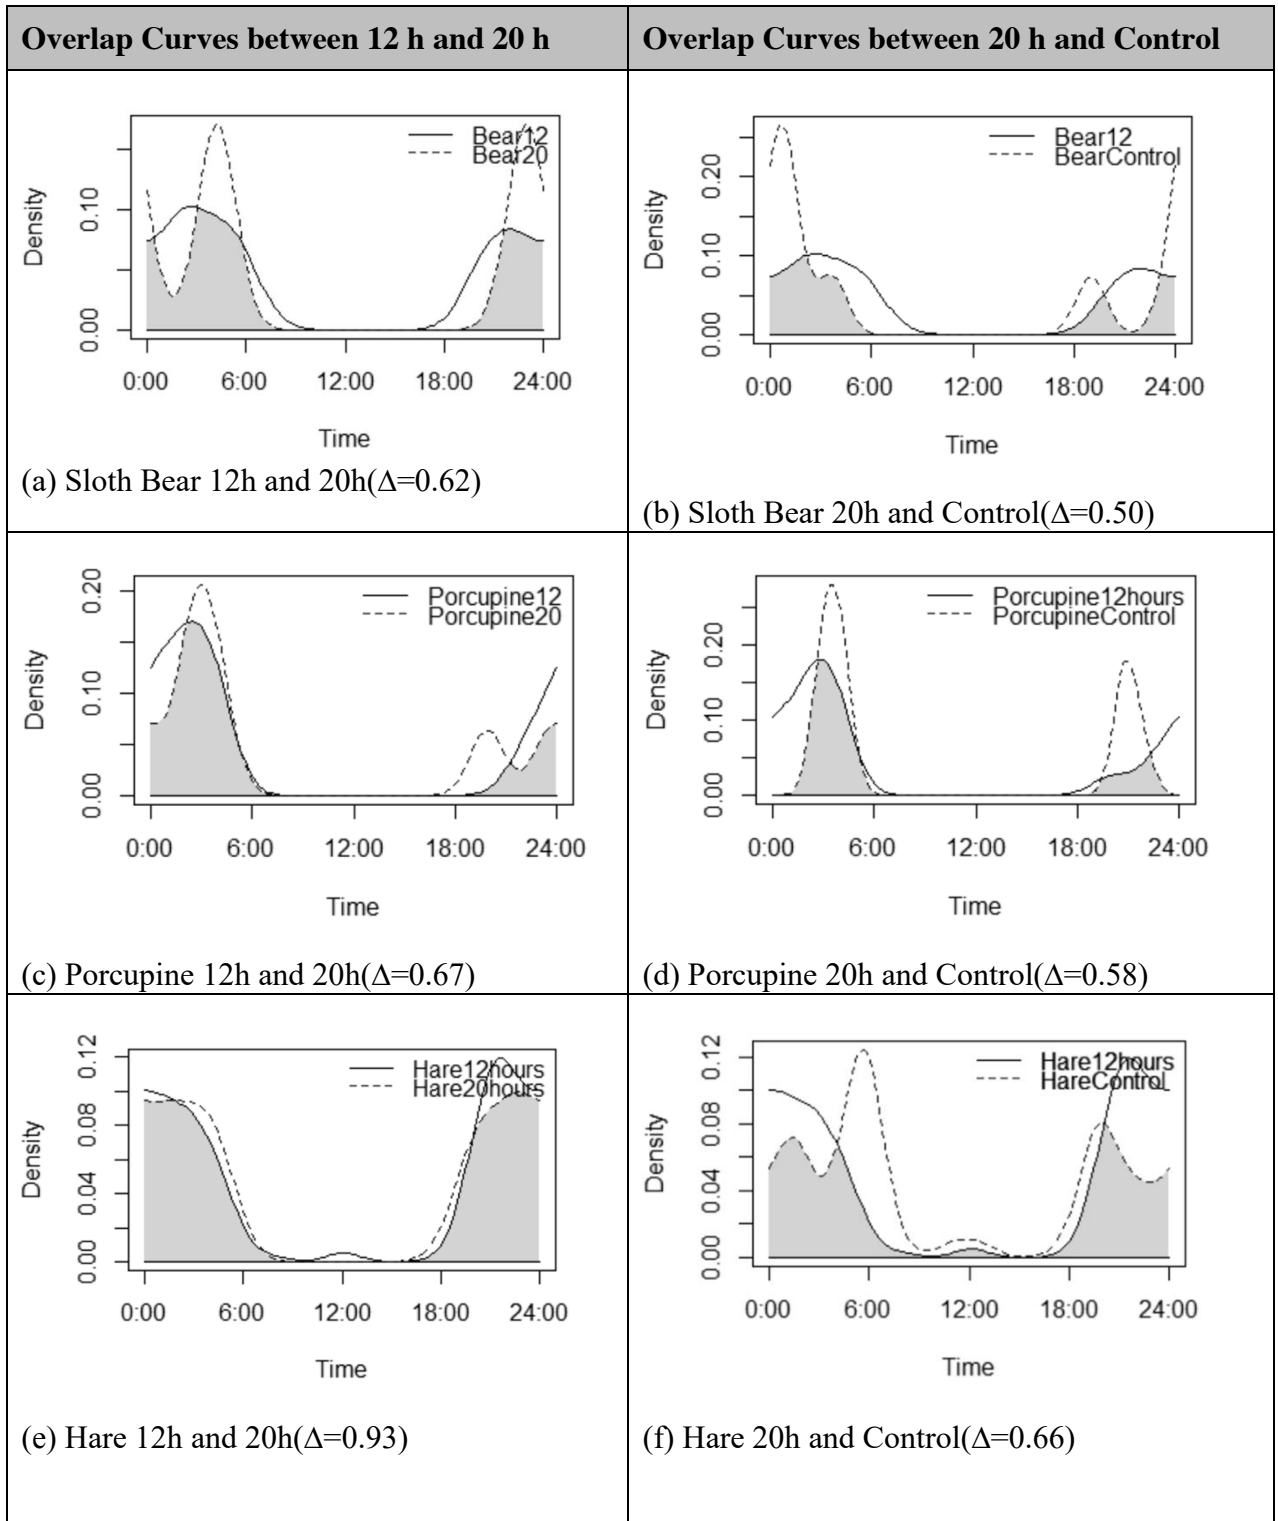 Overlap Curves between 12 h and 20 h
Overlap Curves between 20 h and Control
Bear12
Bear20
Density
0.10
0.00
0:00 6:00 12:00 18:00 24:00
Time
(a) Sloth Bear 12h and 20h(Δ=0.62)
Bear12
BearControl
Density
0.20
0.10
0.00
0:00 6:00 12:00 18:00 24:00
Time
(b) Sloth Bear 20h and Control(Δ=0.50)
Porcupine12
Porcupine20
Density
0.20
0.10
0.00
0:00 6:00 12:00 18:00 24:00
Time
(c) Porcupine 12h and 20h(Δ=0.67)
Porcupine12hours
PorcupineControl
Density
0.20
0.10
0.00
0:00 6:00 12:00 18:00 24:00
Time
(d) Porcupine 20h and Control(Δ=0.58)
Hare12hours
Hare20hours
Density
0.12
0.08
0.04
0.00
0:00 6:00 12:00 18:00 24:00
Time
(e) Hare 12h and 20h(Δ=0.93)
Hare12hours
HareControl
Density
0.12
0.08
0.04
0.00
0:00 6:00 12:00 18:00 24:00
Time
(f) Hare 20h and Control(Δ=0.66)